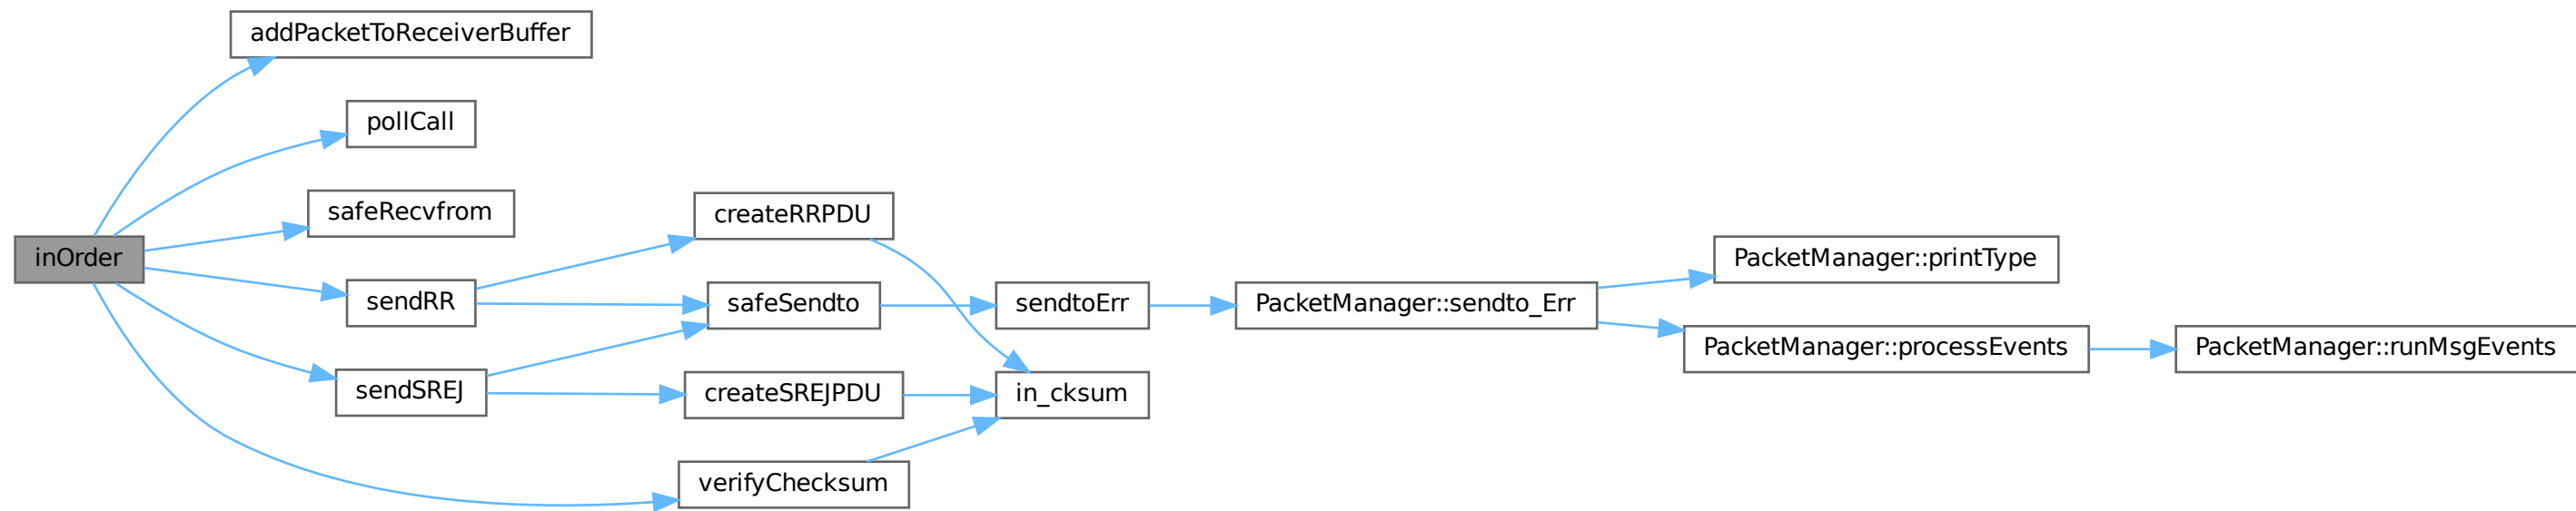 addPacketToReceiverBuffer
pollCall
safeRecvfrom
createRRPDU
inOrder
PacketManager::printType
sendRR
safeSendto
sendtoErr
PacketManager::sendto_Err
PacketManager::processEvents
PacketManager::runMsgEvents
sendSREJ
createSREJPDU
in_cksum
verifyChecksum